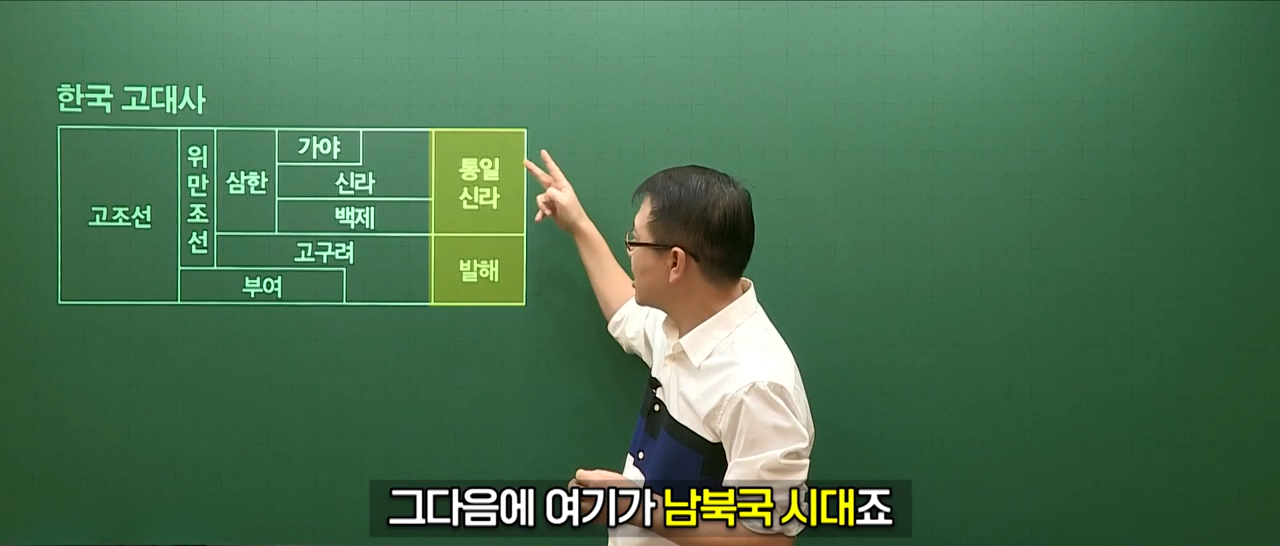 한국 고대사
고조선
위
만
조
선
삼한
가야
신라
백제
고구려
부여
통일
신라
발해
그다음에 여기가 남북국 시대죠